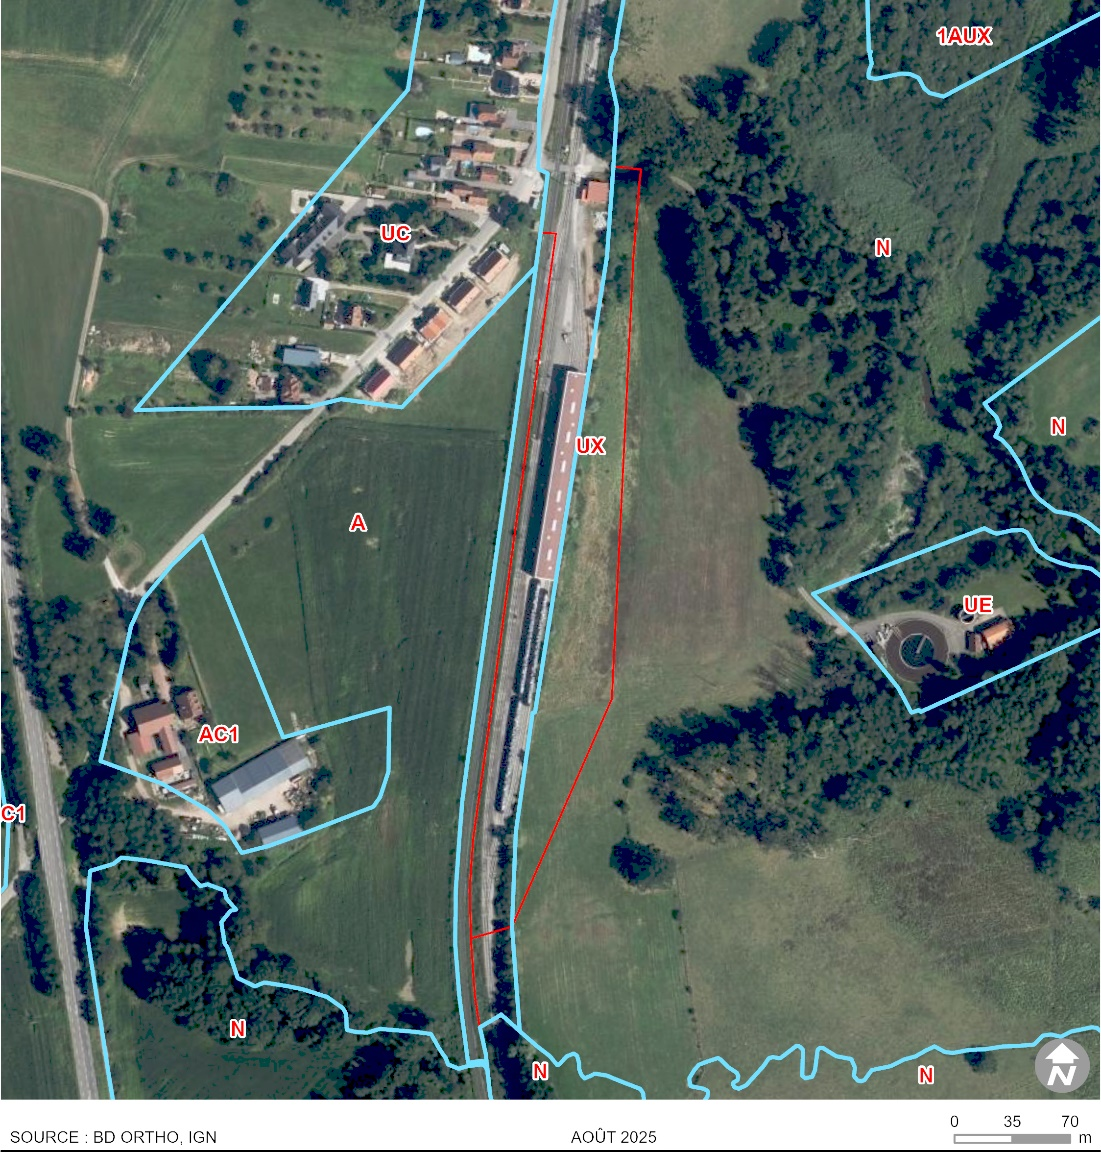 1AUX
UC
N
N
UX
A
UE
AC1
C1
N
N
N
N
0 35 70
m
SOURCE : BD ORTHO, IGN
AOÛT 2025